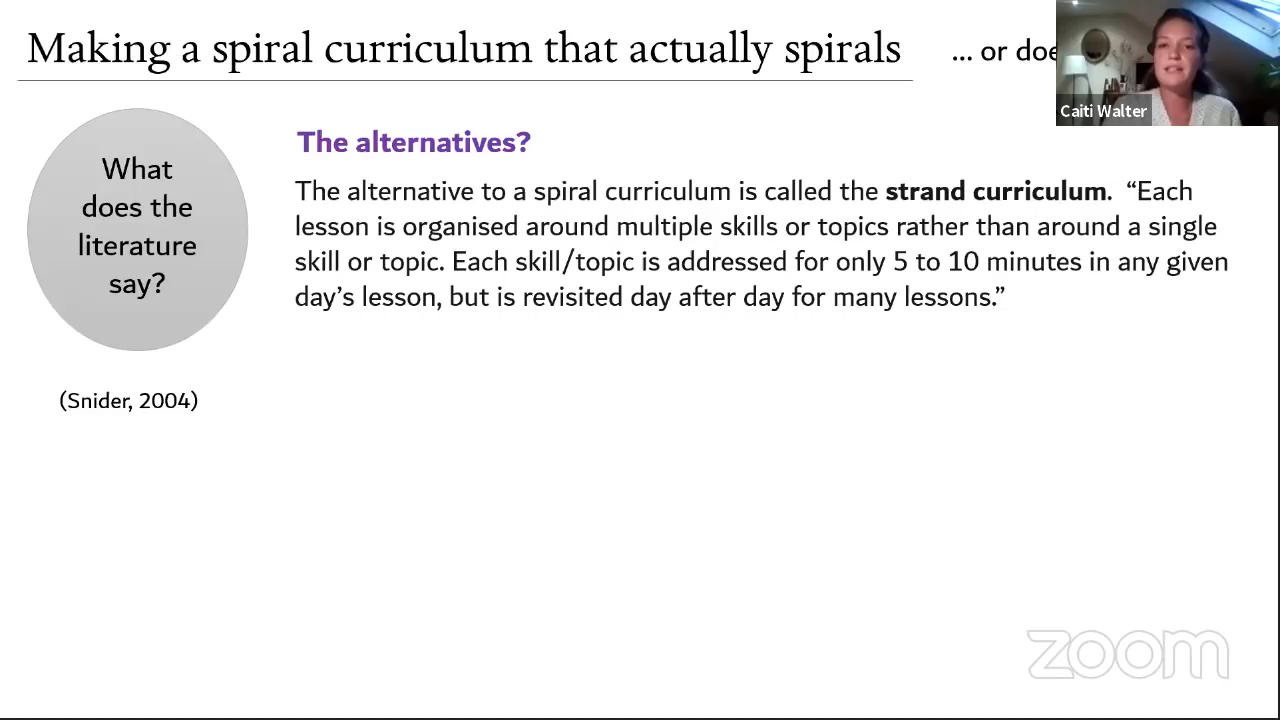 Making a spiral curriculum that actually spirals
... or doe
Caiti Walter
What
does the
literature
say?
(Snider, 2004)
The alternatives?
The alternative to a spiral curriculum is called the strand curriculum. “Each
lesson is organised around multiple skills or topics rather than around a single
skill or topic. Each skill/topic is addressed for only 5 to 10 minutes in any given
day’s lesson, but is revisited day after day for many lessons.”
zoom